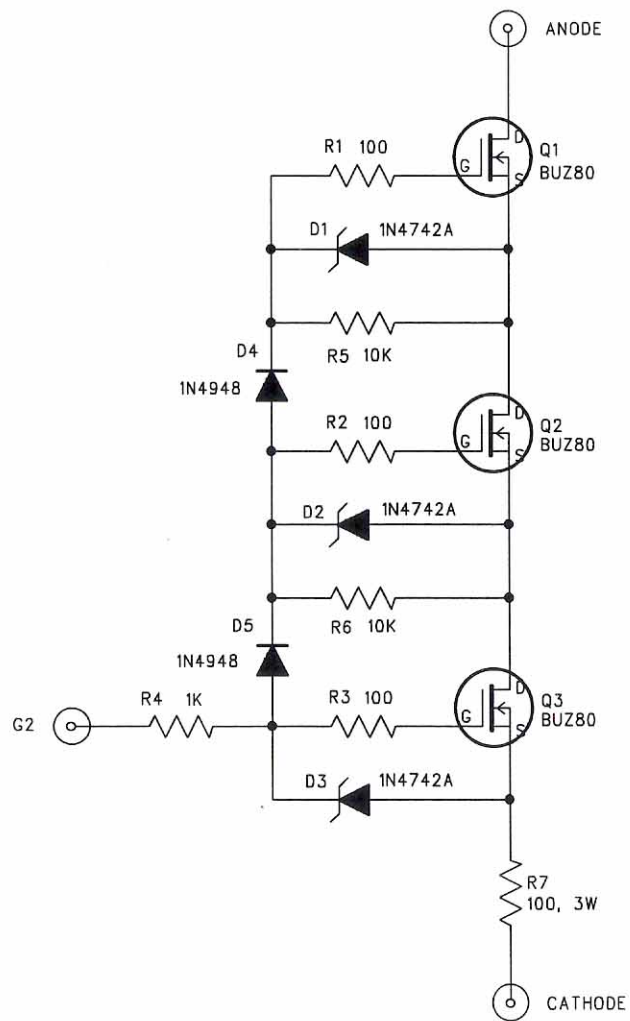 ANODE
R1 100
D
Q1
G
BUZ80
S
D1
1N4742A
D4
R5 10K
1N4948
R2 100
D
Q2
G
BUZ80
S
D2
1N4742A
D5
R6 10K
1N4948
R4 1K
R3 100
D
Q3
G2
G
BUZ80
S
D3
1N4742A
R7
100, 3W
CATHODE